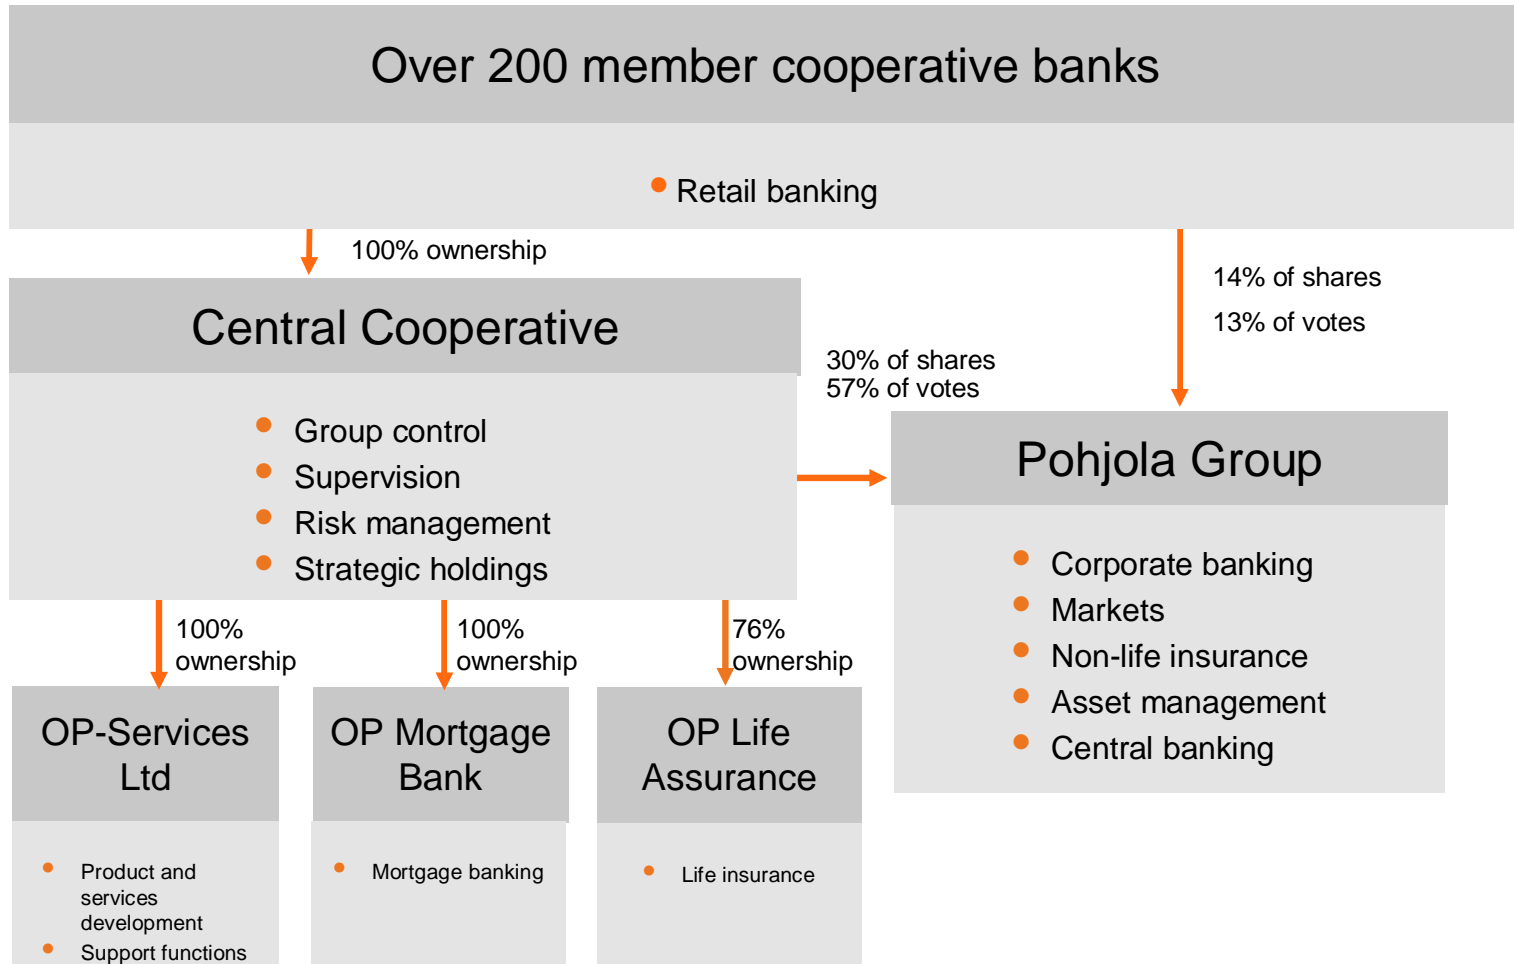 Over 200 member cooperative banks
• Retail banking
100% ownership
14% of shares
13% of votes
Central Cooperative
30% of shares
57% of votes
• Group control
• Supervision
• Risk management
• Strategic holdings
Pohjola Group
• Corporate banking
• Markets
• Non-life insurance
• Asset management
• Central banking
100%
ownership
100%
ownership
76%
ownership
OP-Services
Ltd
• Product and
services
development
• Support functions
OP Mortgage
Bank
• Mortgage banking
OP Life
Assurance
• Life insurance